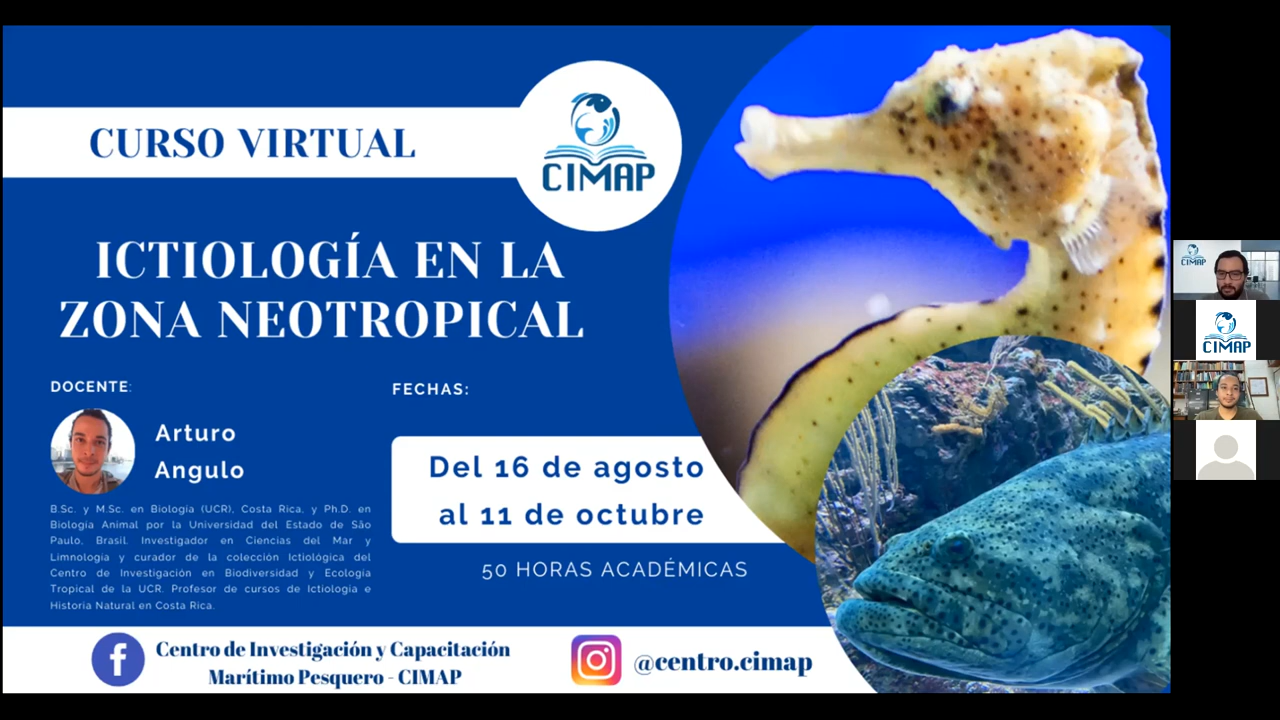 CURSO VIRTUAL
CIMAP
ICTIOLOGÍA EN LA
ZONA NEOTROPICAL
DOCENTE:
Arturo
Angulo
B.Sc. y M.Sc. en Biología (UCR), Costa Rica, y Ph.D. en
Biología Animal por la Universidad del Estado de São
Paulo, Brasil. Investigador en Ciencias del Mar y
Limnología y curador de la colección Ictiológica del
Centro de Investigación en Biodiversidad y Ecología
Tropical de la UCR. Profesor de cursos de Ictiología e
Historia Natural en Costa Rica.
FECHAS:
Del 16 de agosto
al 11 de octubre
50 HORAS ACADÉMICAS
Centro de Investigación y Capacitación
Marítimo Pesquero - CIMAP
@centro.cimap
CIMAP
CIMAP